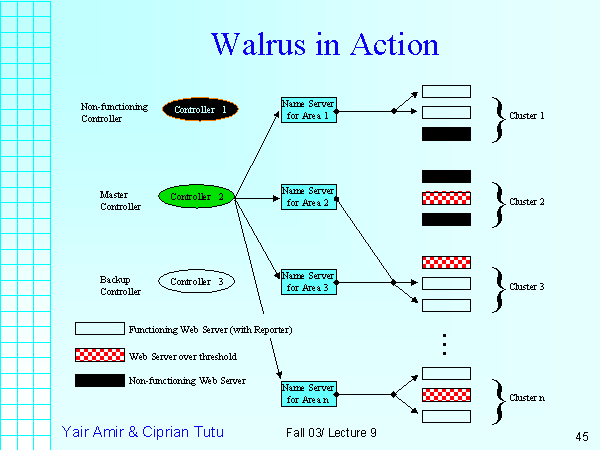 Walrus in Action
Non-functioning
Controller
Controller 1
Name Server
for Area 1
Cluster 1
Master
Controller
Controller 2
Name Server
for Area 2
Cluster 2
Backup
Controller
Controller 3
Name Server
for Area 3
Cluster 3
Functioning Web Server (with Reporter)
Web Server over threshold
Non-functioning Web Server
Name Server
for Area n
Cluster n
Yair Amir & Ciprian Tutu
Fall 03/ Lecture 9
45